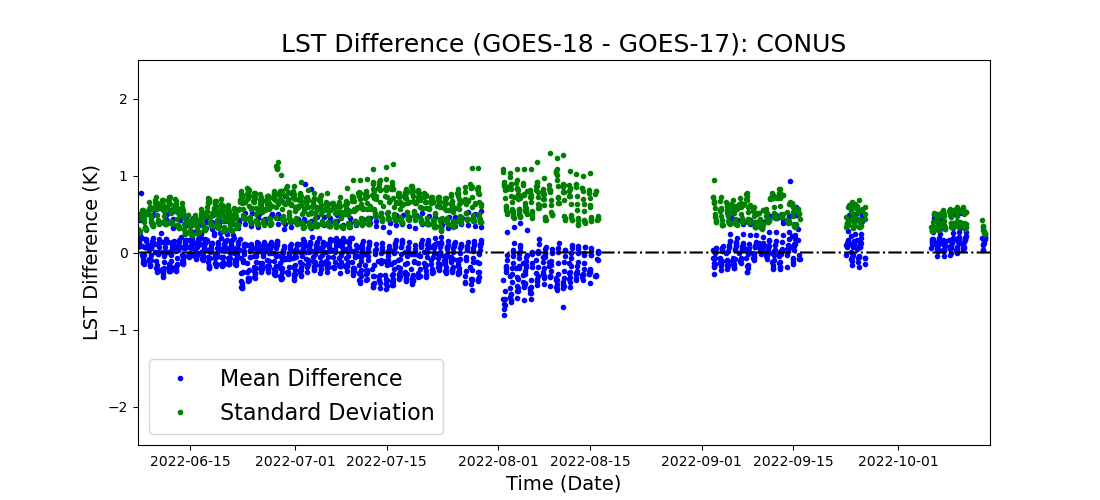 LST Difference (GOES-18 - GOES-17): CONUS
LST Difference (K)
2
1
0
−1
−2
Mean Difference
Standard Deviation
2022-06-15 2022-07-01 2022-07-15 2022-08-01 2022-08-15 2022-09-01 2022-09-15 2022-10-01
Time (Date)